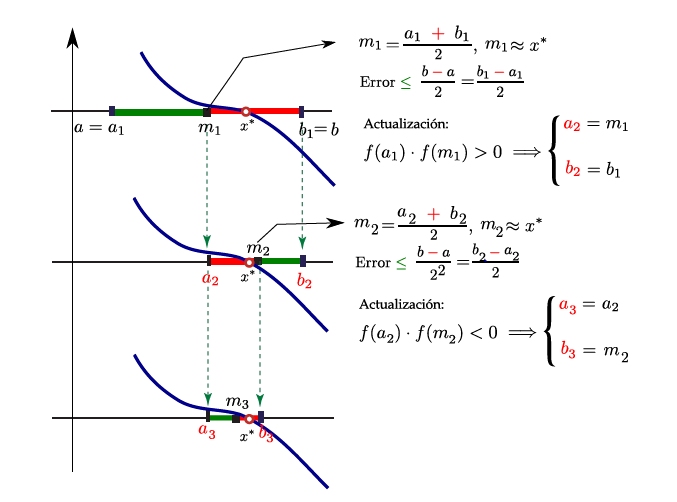 m₁ = (a₁ + b₁)/2, m₁ ≈ x*
Error ≤ (b − a)/2 = (b₁ − a₁)/2
a = a₁ m₁ x* b₁ = b
Actualización:
f(a₁) · f(m₁) > 0 ⟹ { a₂ = m₁
b₂ = b₁
m₂ = (a₂ + b₂)/2, m₂ ≈ x*
m₂
Error ≤ (b − a)/2² = (b₂ − a₂)/2
a₂ x* b₂
Actualización:
f(a₂) · f(m₂) < 0 ⟹ { a₃ = a₂
b₃ = m₂
m₃
a₃ x* b₃